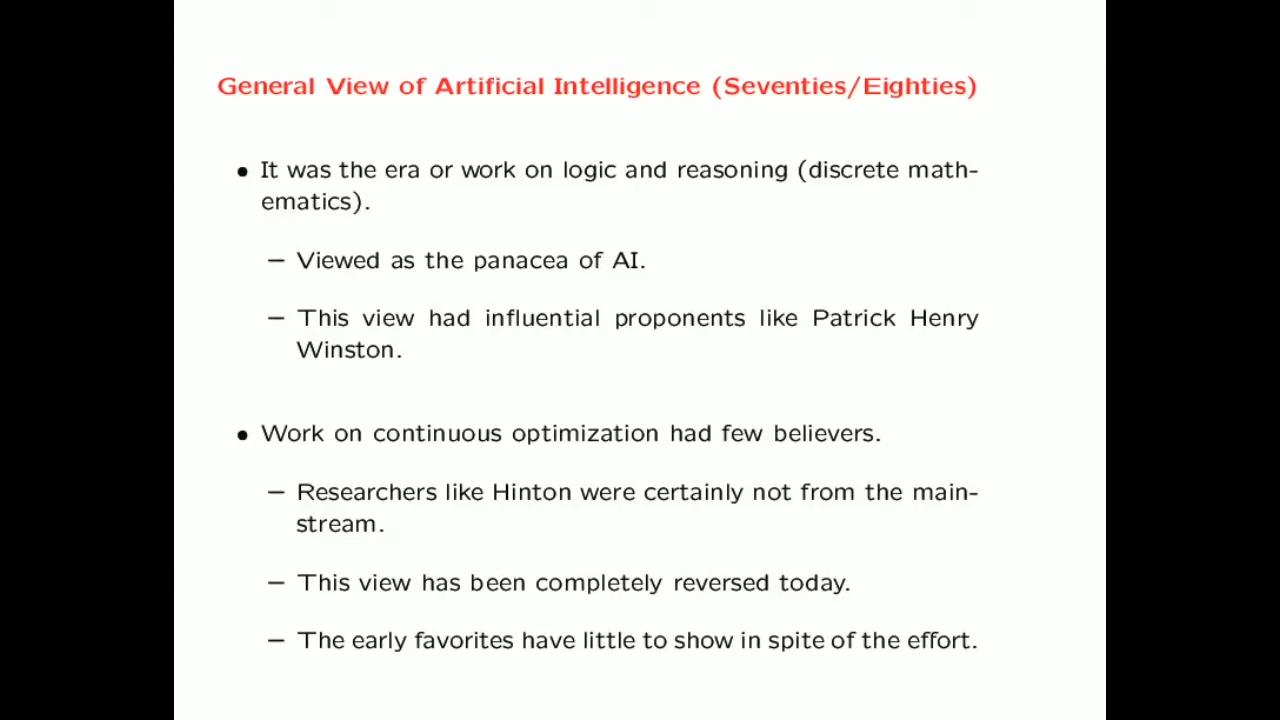 General View of Artificial Intelligence (Seventies/Eighties)
• It was the era or work on logic and reasoning (discrete math-
ematics).
– Viewed as the panacea of AI.
– This view had influential proponents like Patrick Henry
Winston.
• Work on continuous optimization had few believers.
– Researchers like Hinton were certainly not from the main-
stream.
– This view has been completely reversed today.
– The early favorites have little to show in spite of the effort.